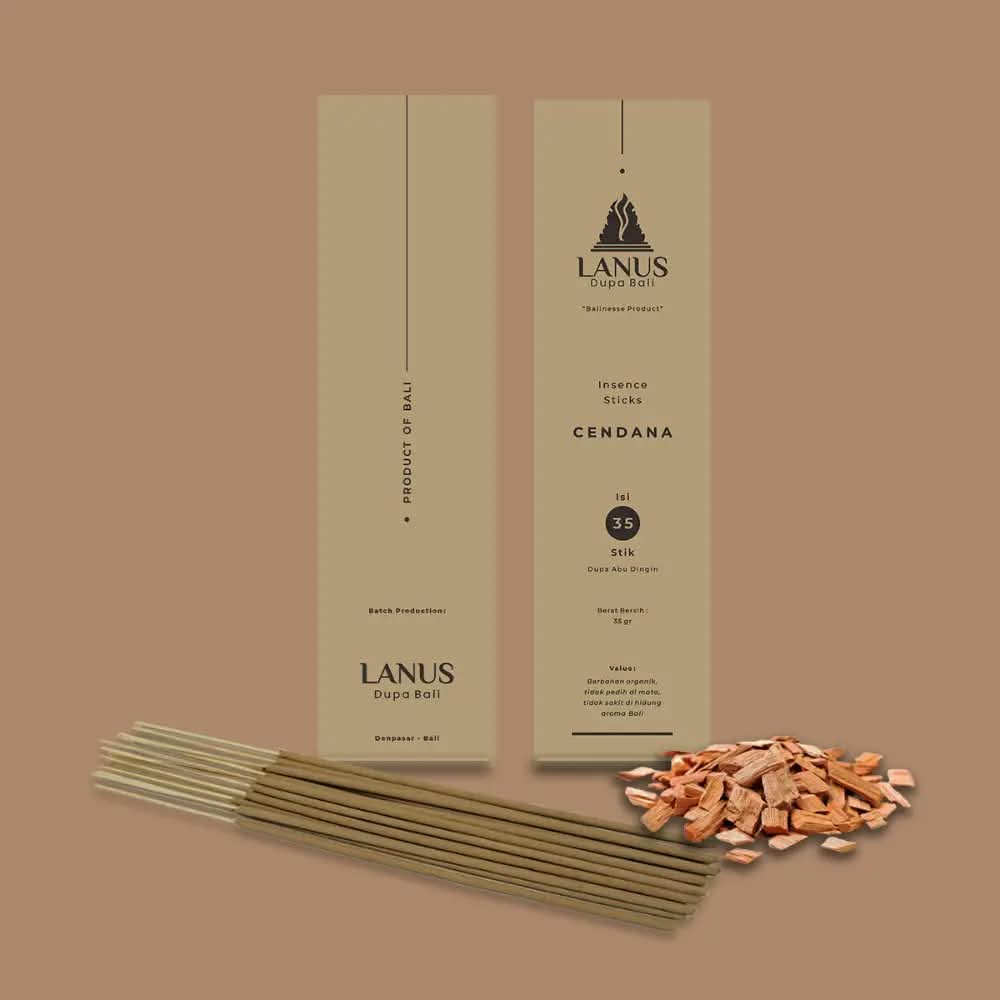 PRODUCT OF BALI
Batch Production:
LANUS
Dupa Bali
Denpasar - Bali
LANUS
Dupa Bali
"Balinesse Product"
Insence
Sticks
CENDANA
Isi
35
Stik
Dupa Abu Dingin
Berat Bersih :
35 gr
Value:
Berbahan organik,
tidak pedih di mata,
tidak sakit di hidung
aroma Bali